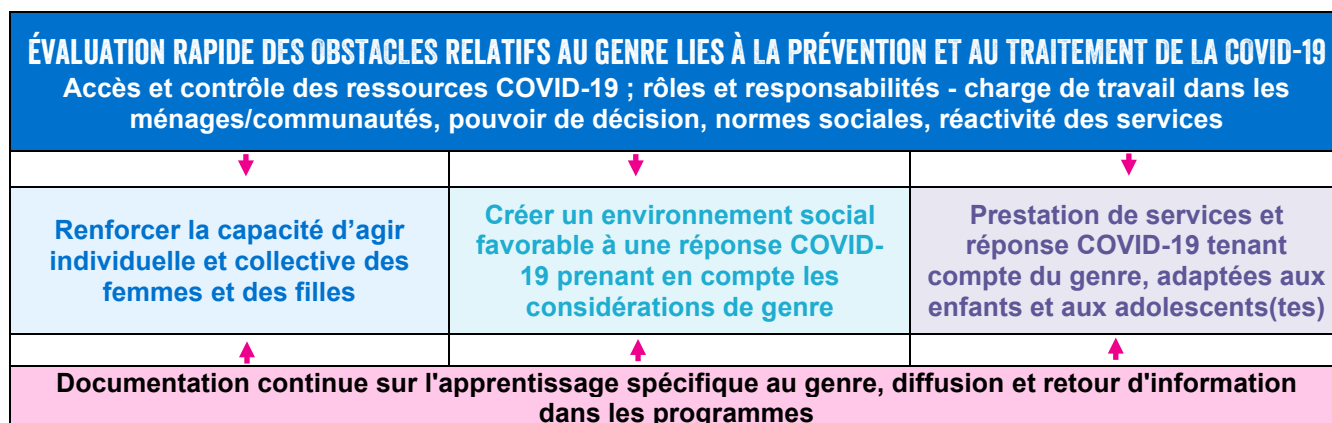 ÉVALUATION RAPIDE DES OBSTACLES RELATIFS AU GENRE LIES À LA PRÉVENTION ET AU TRAITEMENT DE LA COVID-19
Accès et contrôle des ressources COVID-19 ; rôles et responsabilités - charge de travail dans les
ménages/communautés, pouvoir de décision, normes sociales, réactivité des services
Renforcer la capacité d'agir
individuelle et collective des
femmes et des filles
Créer un environnement social
favorable à une réponse COVID-
19 prenant en compte les
considérations de genre
Prestation de services et
réponse COVID-19 tenant
compte du genre, adaptées aux
enfants et aux adolescents(tes)
Documentation continue sur l'apprentissage spécifique au genre, diffusion et retour d'information
dans les programmes